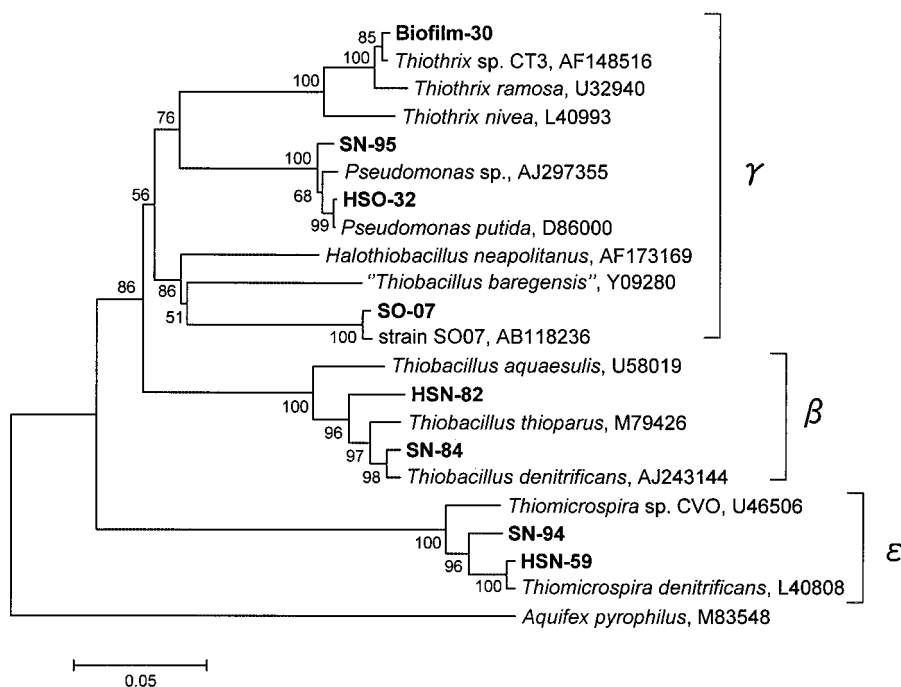 Biofilm-30
85
Thiothrix sp. CT3, AF148516
100
Thiothrix ramosa, U32940
100
Thiothrix nivea, L40993
76
SN-95
100
Pseudomonas sp., AJ297355
68
HSO-32
99
Pseudomonas putida, D86000
γ
56
Halothiobacillus neapolitanus, AF173169
86
"Thiobacillus baregensis", Y09280
51
SO-07
100
strain SO07, AB118236
86
Thiobacillus aquaesulis, U58019
100
HSN-82
96
Thiobacillus thioparus, M79426
97
SN-84
98
Thiobacillus denitrificans, AJ243144
β
Thiomicrospira sp. CVO, U46506
100
SN-94
96
HSN-59
100
Thiomicrospira denitrificans, L40808
ε
Aquifex pyrophilus, M83548
0.05